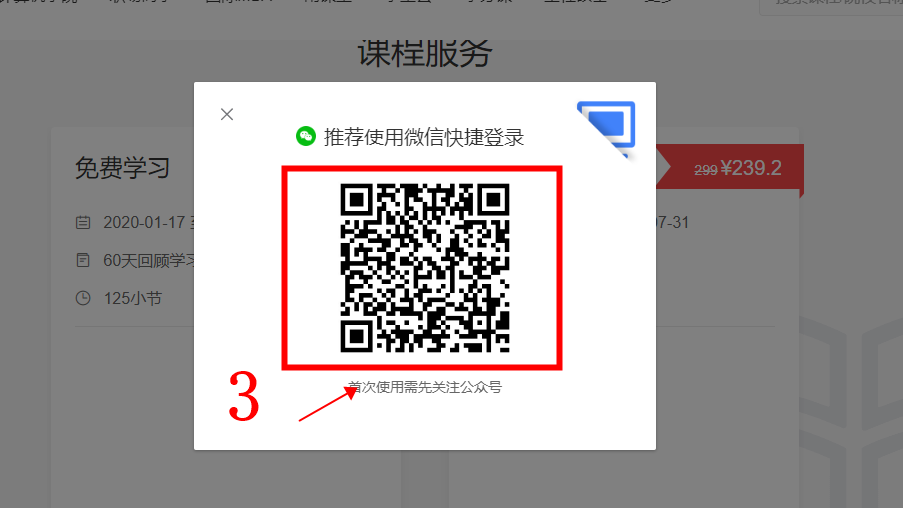 课程服务
推荐使用微信快捷登录
免费学习
299 ¥239.2
2020-01-17 至
07-31
60天回顾学习
125小节
首次使用需先关注公众号
3